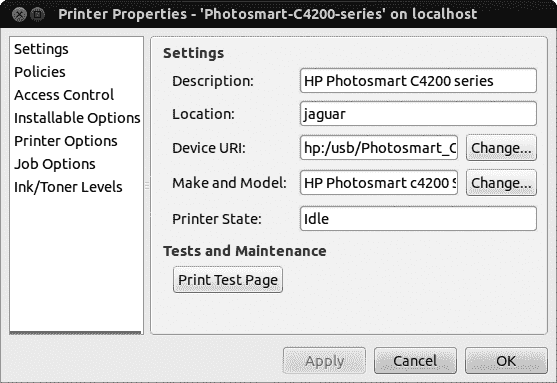 Printer Properties - 'Photosmart-C4200-series' on localhost
Settings
Policies
Access Control
Installable Options
Printer Options
Job Options
Ink/Toner Levels
Settings
Description: HP Photosmart C4200 series
Location: jaguar
Device URI: hp:/usb/Photosmart_C Change...
Make and Model: HP Photosmart c4200 S Change...
Printer State: Idle
Tests and Maintenance
Print Test Page
Apply Cancel OK